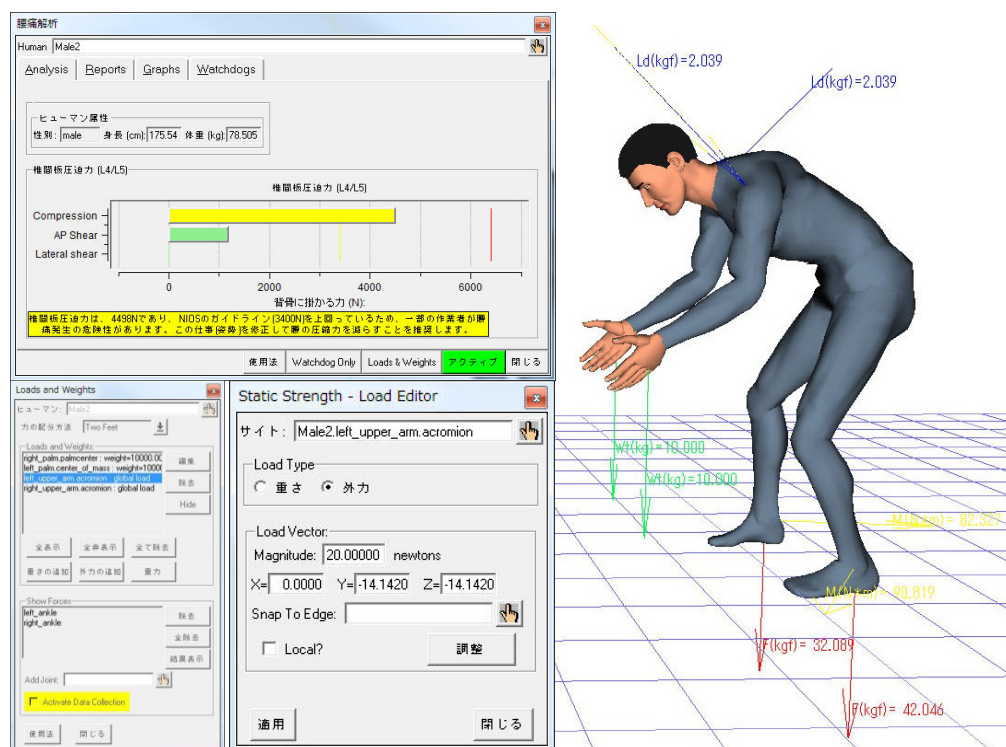 腰痛解析
Human Male2
Analysis Reports Graphs Watchdogs
ヒューマン属性
性別: male 身長 (cm): 175.54 体重 (kg): 78.505
椎間板圧迫力 (L4/L5)
椎間板圧迫力 (L4/L5)
Compression
AP Shear
Lateral shear
0 2000 4000 6000
背骨に掛かる力 (N):
椎間板圧迫力は、4498Nであり、NIOSのガイドライン(3400N)を上回っているため、一部の作業者が腰
痛発生の危険性があります。この仕事(姿勢)を修正して腰の圧縮力を減らすことを推奨します。
使用法 Watchdog Only Loads & Weights アクティブ 閉じる
Loads and Weights
ヒューマン: Male2
力の配分方法 Two Feet
Loads and Weights:
right_palm.palmcenter : weight=10000.00
left_palm.center_of_mass : weight=10000
left_upper_arm.acromion : global load
right_upper_arm.acromion : global load
編集
除去
Hide
全表示 全非表示 全て除去
重さの追加 外力の追加 重力
Show Forces
left_ankle
right_ankle
除去
全除去
結果表示
Add Joint:
Activate Data Collection
使用法 閉じる
Static Strength - Load Editor
サイト: Male2.left_upper_arm.acromion
Load Type
重さ 外力
Load Vector:
Magnitude: 20.00000 newtons
X= 0.0000 Y= -14.1420 Z= -14.1420
Snap To Edge:
Local? 調整
適用 閉じる
Ld(kgf)=2.039
Ld(kgf)=2.039
Wt(kg)=10.000
Wt(kg)=10.000
M(N*m)= 82.327
M(N*m)= 90.819
F(kgf)= 32.089
F(kgf)= 42.046